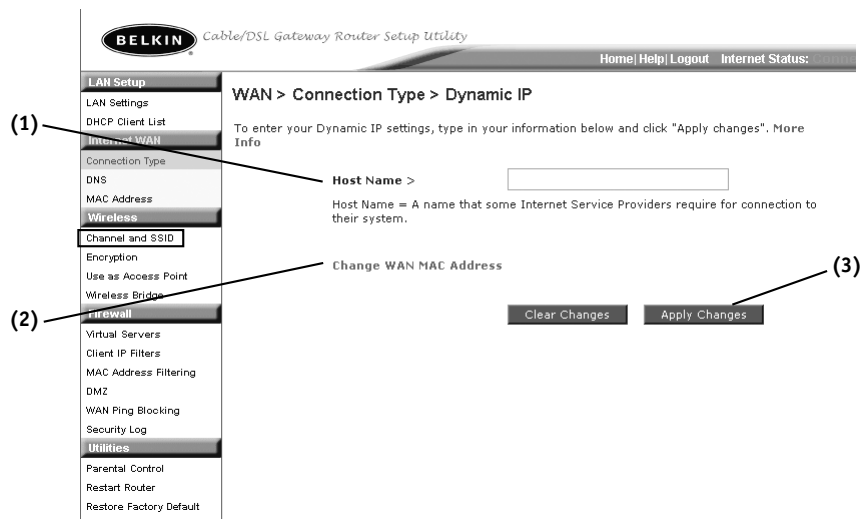 BELKIN
Cable/DSL Gateway Router Setup Utility
Home| Help| Logout Internet Status:
LAN Setup
LAN Settings
DHCP Client List
Internet WAN
Connection Type
DNS
MAC Address
Wireless
Channel and SSID
Encryption
Use as Access Point
Wireless Bridge
Firewall
Virtual Servers
Client IP Filters
MAC Address Filtering
DMZ
WAN Ping Blocking
Security Log
Utilities
Parental Control
Restart Router
Restore Factory Default
WAN > Connection Type > Dynamic IP
To enter your Dynamic IP settings, type in your information below and click "Apply changes". More
Info
(1)
Host Name >
Host Name = A name that some Internet Service Providers require for connection to
their system.
(2)
Change WAN MAC Address
(3)
Clear Changes
Apply Changes